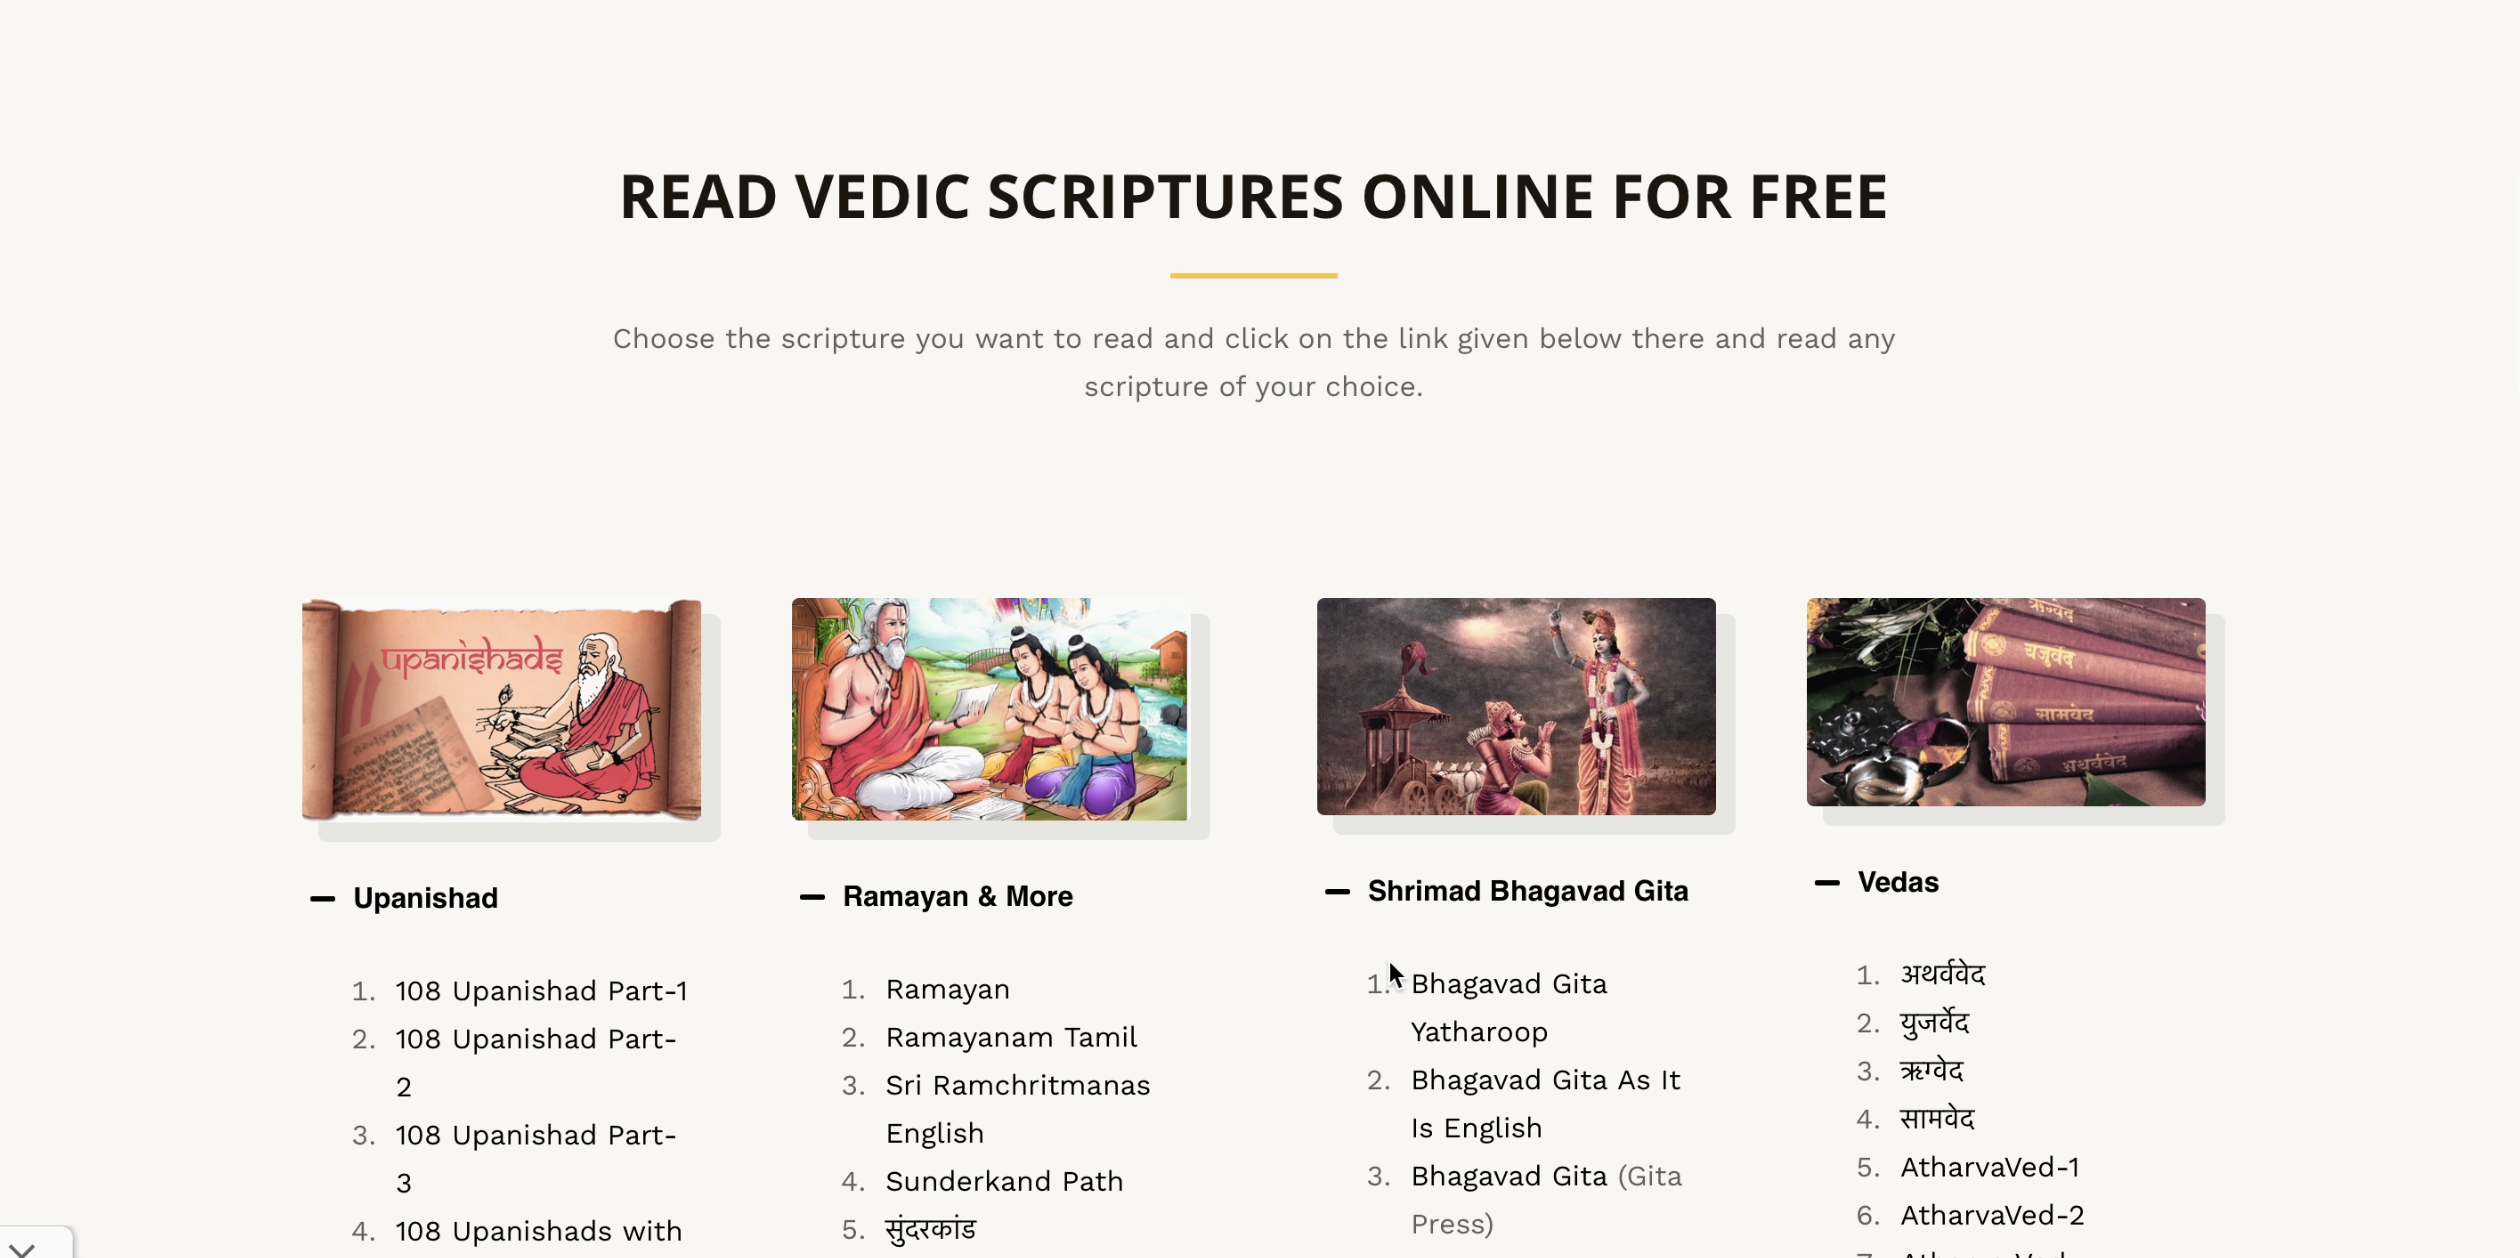 READ VEDIC SCRIPTURES ONLINE FOR FREE
Choose the scripture you want to read and click on the link given below there and read any
scripture of your choice.
upanishads
ऋग्वेद
यजुर्वेद
सामवेद
अथर्ववेद
Upanishad
1. 108 Upanishad Part-1
2. 108 Upanishad Part-
2
3. 108 Upanishad Part-
3
4. 108 Upanishads with
Ramayan & More
1. Ramayan
2. Ramayanam Tamil
3. Sri Ramchritmanas
English
4. Sunderkand Path
5. सुंदरकांड
Shrimad Bhagavad Gita
1. Bhagavad Gita
Yatharoop
2. Bhagavad Gita As It
Is English
3. Bhagavad Gita (Gita
Press)
Vedas
1. अथर्ववेद
2. युजर्वेद
3. ऋग्वेद
4. सामवेद
5. AtharvaVed-1
6. AtharvaVed-2